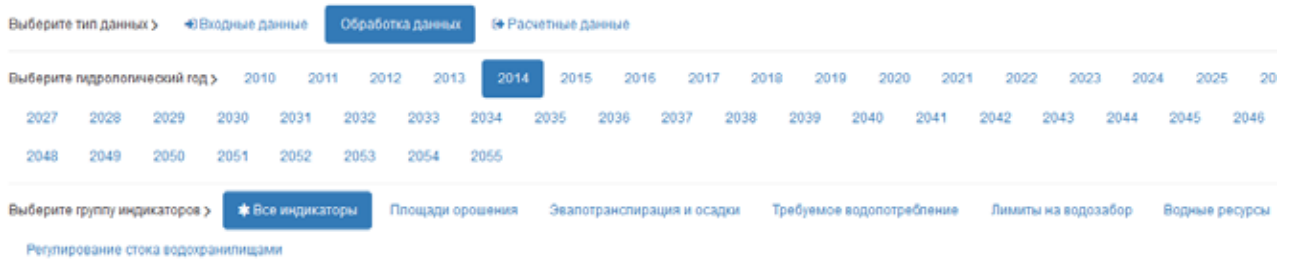 Выберите тип данных > Входные данные Обработка данных Расчетные данные
Выберите гидрологический год > 2010 2011 2012 2013 2014 2015 2016 2017 2018 2019 2020 2021 2022 2023 2024 2025 20
2027 2028 2029 2030 2031 2032 2033 2034 2035 2036 2037 2038 2039 2040 2041 2042 2043 2044 2045 2046
2048 2049 2050 2051 2052 2053 2054 2055
Выберите группу индикаторов > Все индикаторы Площади орошения Эвапотранспирация и осадки Требуемое водопотребление Лимиты на водозабор Водные ресурсы
Регулирование стока водохранилищами